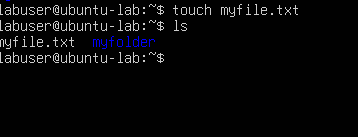 labuser@ubuntu-lab:~$ touch myfile.txt
labuser@ubuntu-lab:~$ ls
myfile.txt  myfolder
labuser@ubuntu-lab:~$